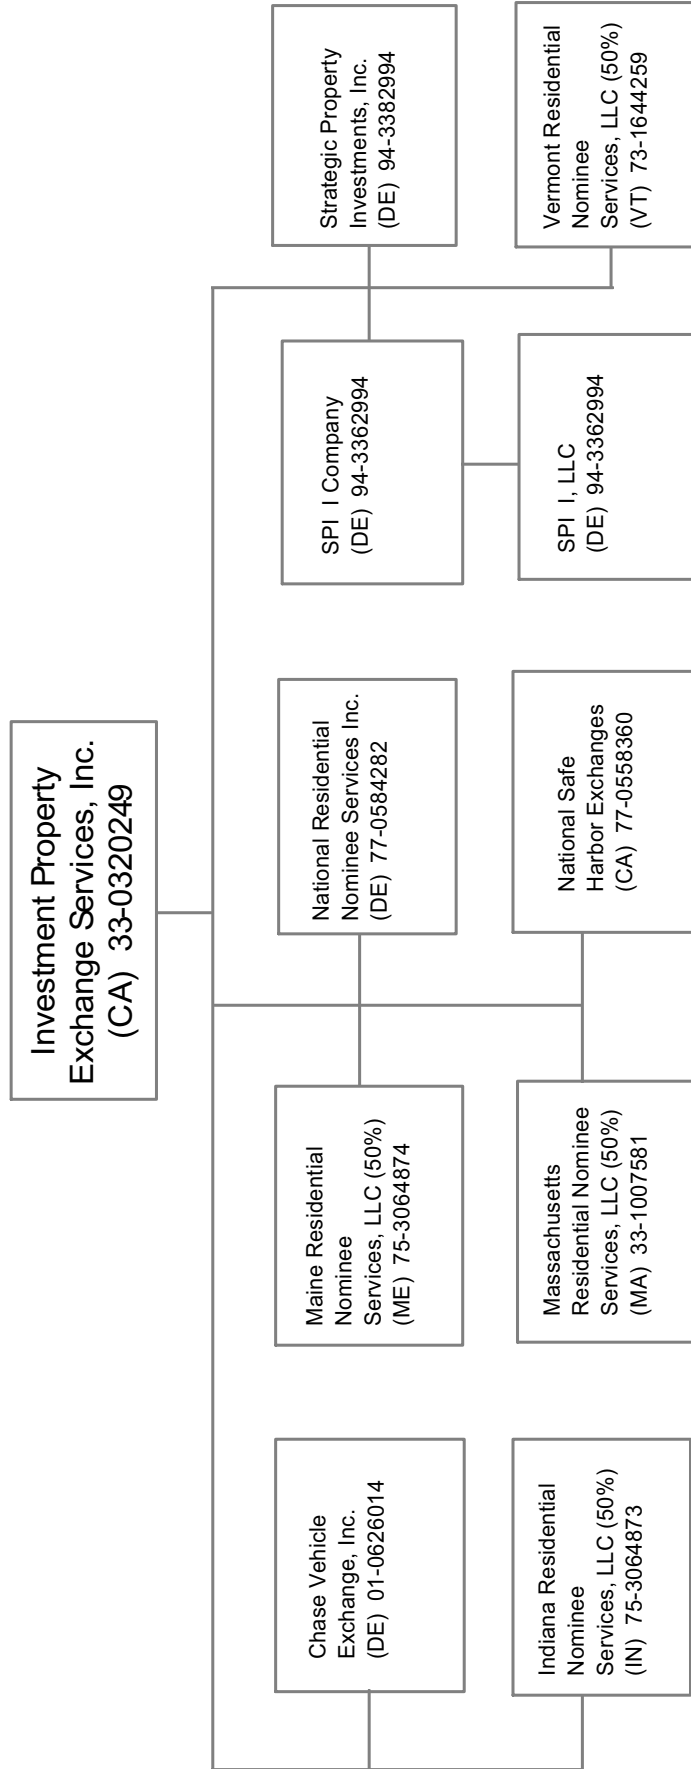 Investment Property
Exchange Services, Inc.
(CA) 33-0320249
Chase Vehicle
Exchange, Inc.
(DE) 01-0626014
Maine Residential
Nominee
Services, LLC (50%)
(ME) 75-3064874
National Residential
Nominee Services Inc.
(DE) 77-0584282
SPI I Company
(DE) 94-3362994
Strategic Property
Investments, Inc.
(DE) 94-3382994
Indiana Residential
Nominee
Services, LLC (50%)
(IN) 75-3064873
Massachusetts
Residential Nominee
Services, LLC (50%)
(MA) 33-1007581
National Safe
Harbor Exchanges
(CA) 77-0558360
SPI I, LLC
(DE) 94-3362994
Vermont Residential
Nominee
Services, LLC (50%)
(VT) 73-1644259